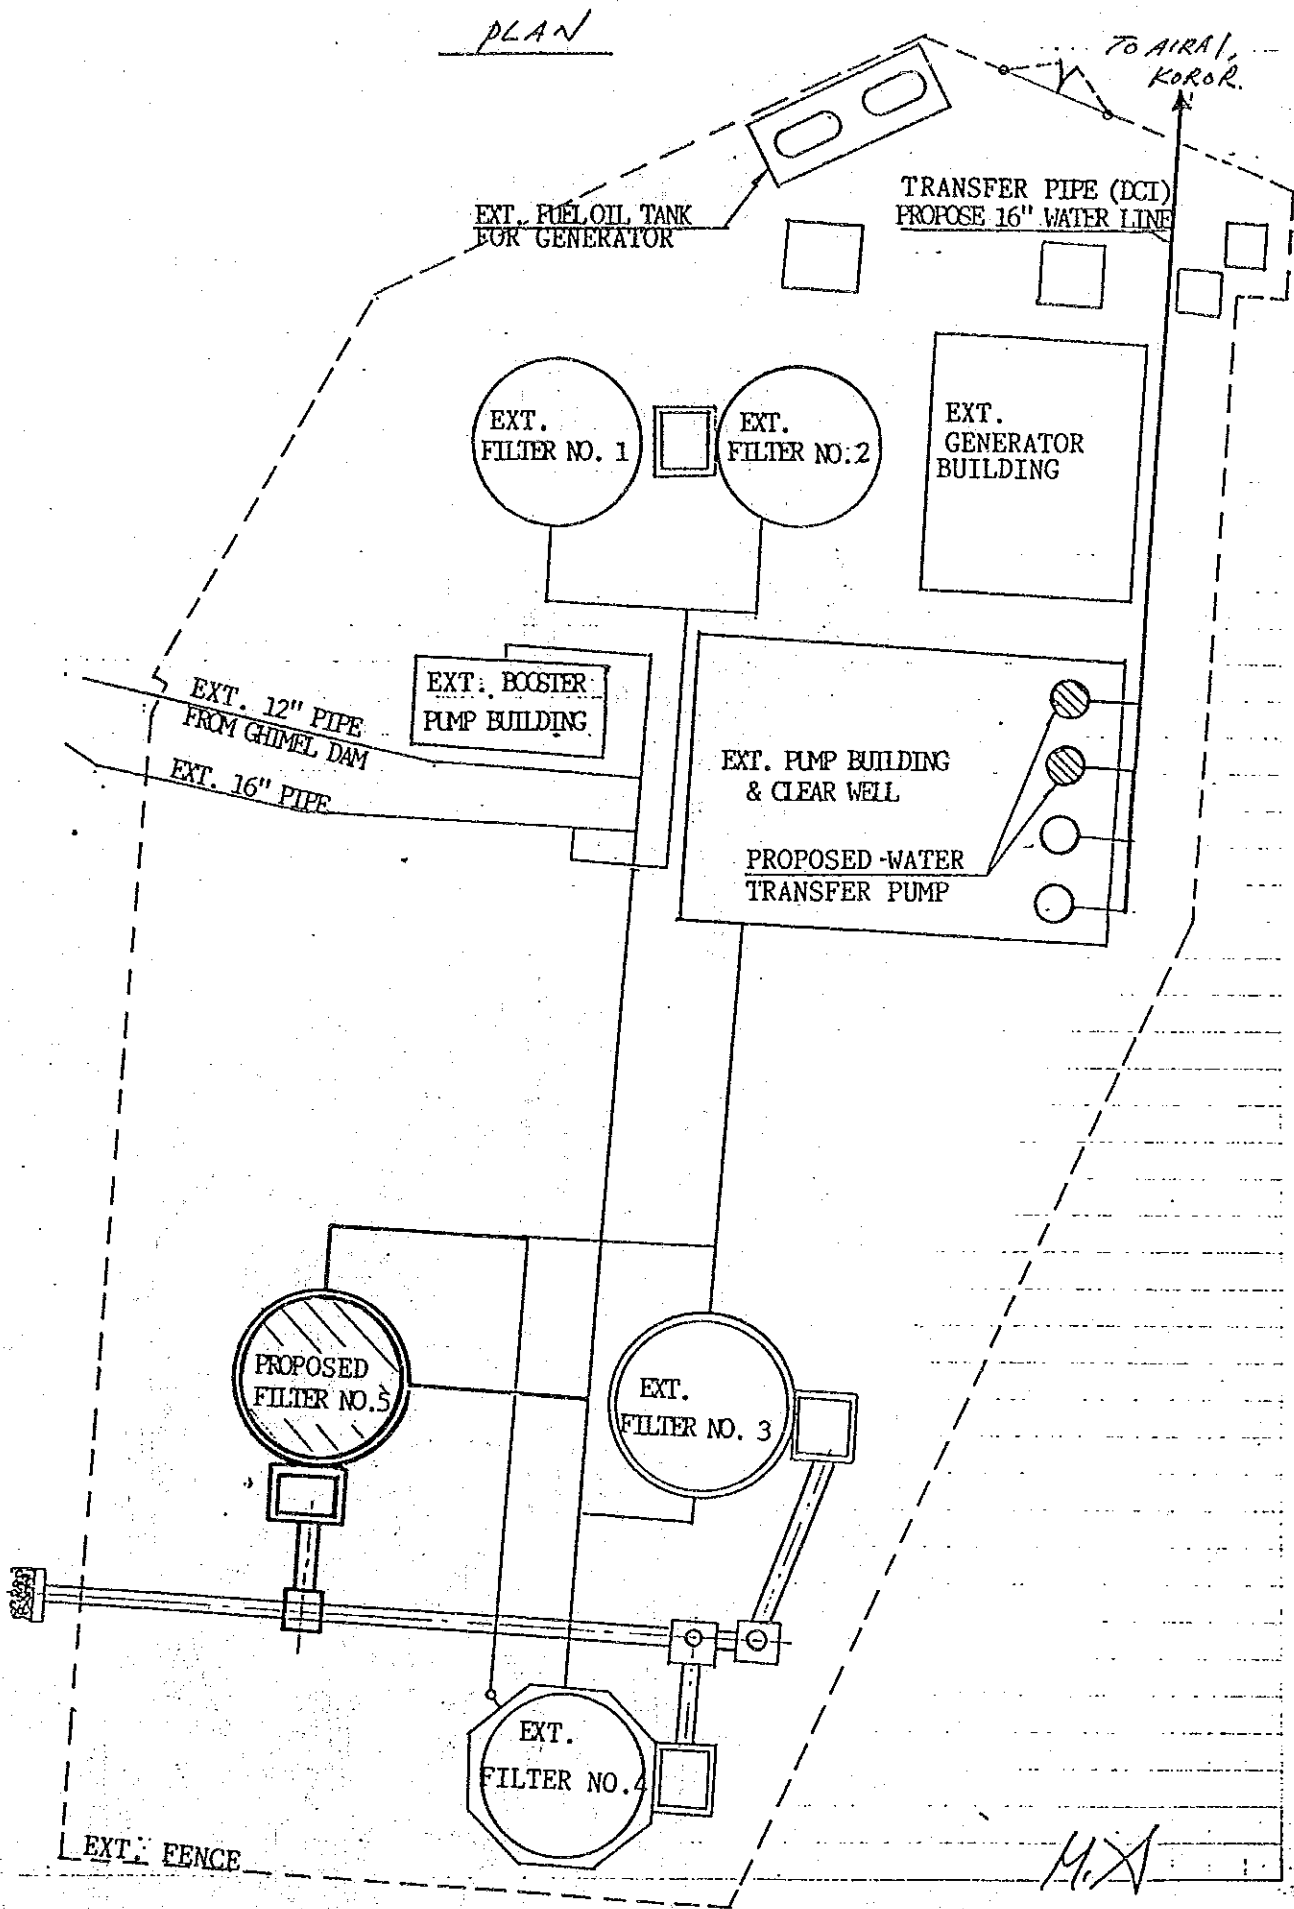 PLAN
TO AIRAI,
KOROR.
TRANSFER PIPE (DCI)
PROPOSE 16" WATER LINE
EXT. FUEL OIL TANK
FOR GENERATOR
EXT.
FILTER NO. 1
EXT.
FILTER NO.2
EXT.
GENERATOR
BUILDING
EXT. BOOSTER
PUMP BUILDING
EXT. 12" PIPE
FROM GHIMEL DAM
EXT. 16" PIPE
EXT. PUMP BUILDING
& CLEAR WELL
PROPOSED WATER
TRANSFER PUMP
PROPOSED
FILTER NO.5
EXT.
FILTER NO. 3
EXT.
FILTER NO.4
EXT. FENCE